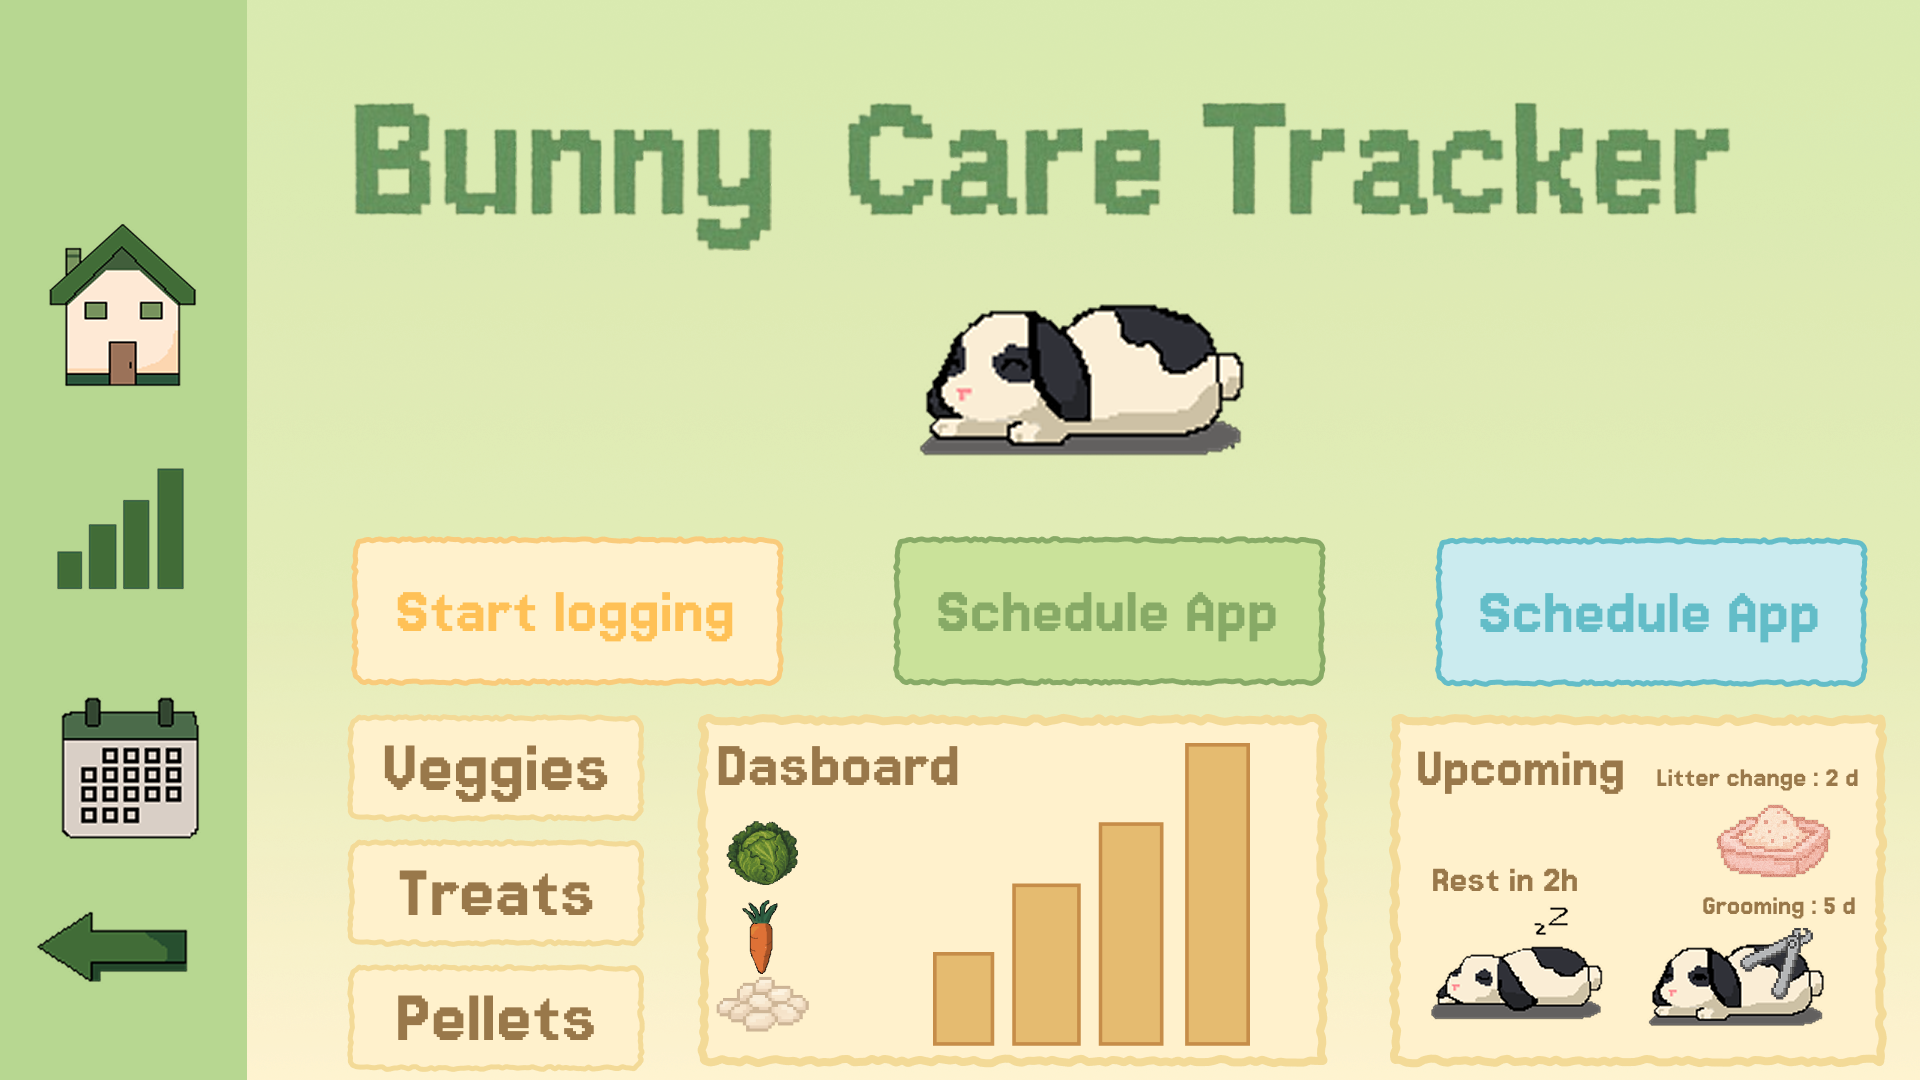 Bunny Care Tracker
Start logging
Schedule App
Schedule App
Veggies
Treats
Pellets
Dasboard
Upcoming
Litter change : 2 d
Rest in 2h
zZ
Grooming : 5 d